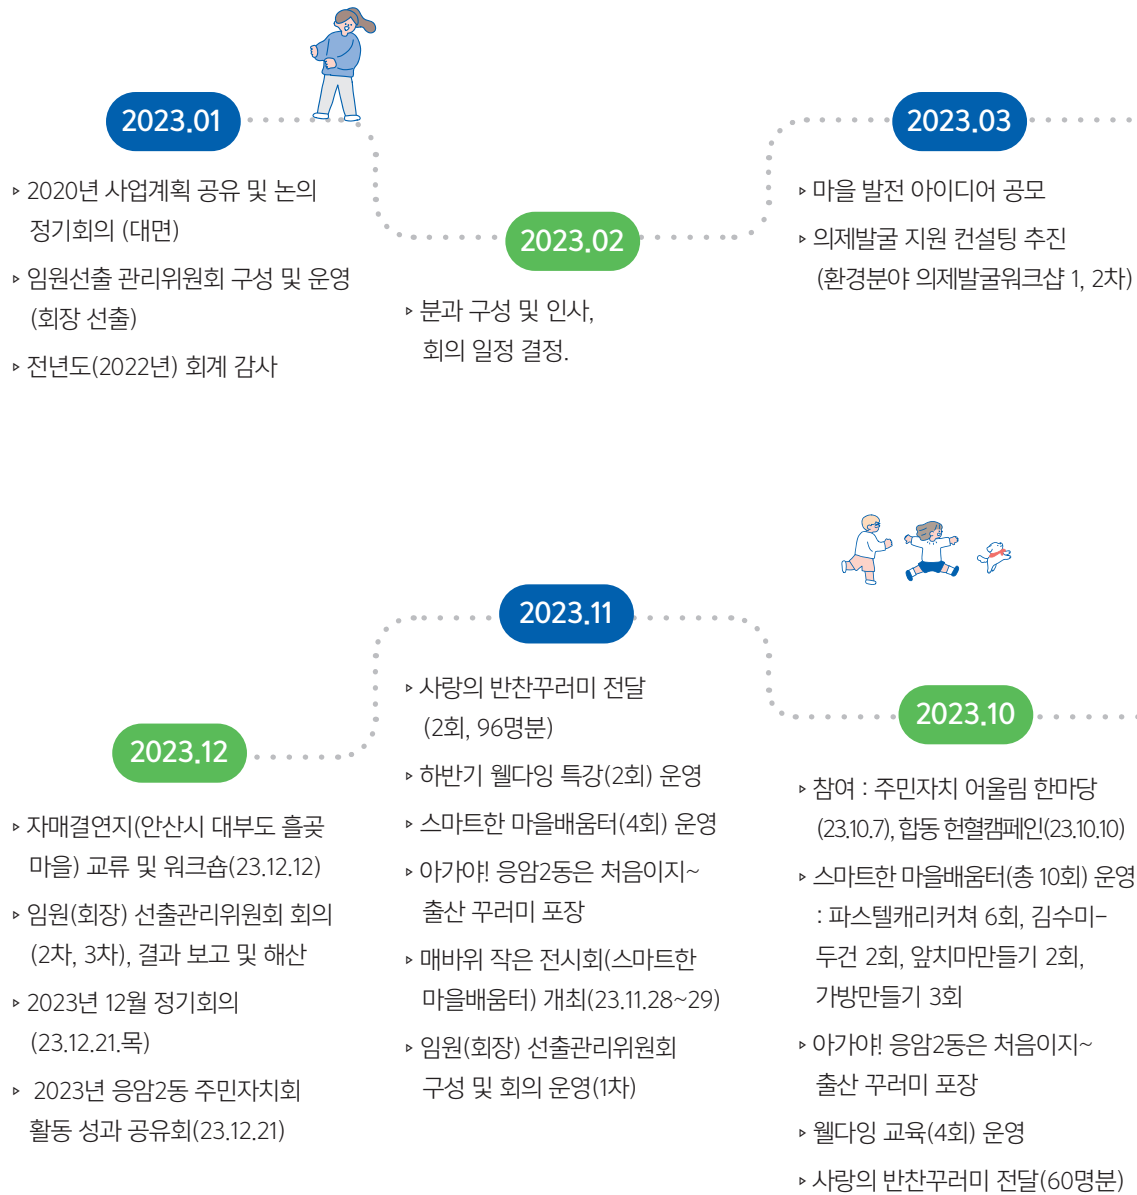 2023.01
▹ 2020년 사업계획 공유 및 논의
정기회의 (대면)
▹ 임원선출 관리위원회 구성 및 운영
(회장 선출)
▹ 전년도(2022년) 회계 감사
2023.02
▹ 분과 구성 및 인사,
회의 일정 결정.
2023.03
▹ 마을 발전 아이디어 공모
▹ 의제발굴 지원 컨설팅 추진
(환경분야 의제발굴워크샵 1, 2차)
2023.12
▹ 자매결연지(안산시 대부도 흘곶
마을) 교류 및 워크숍(23.12.12)
▹ 임원(회장) 선출관리위원회 회의
(2차, 3차), 결과 보고 및 해산
▹ 2023년 12월 정기회의
(23.12.21.목)
▹ 2023년 응암2동 주민자치회
활동 성과 공유회(23.12.21)
2023.11
▹ 사랑의 반찬꾸러미 전달
(2회, 96명분)
▹ 하반기 웰다잉 특강(2회) 운영
▹ 스마트한 마을배움터(4회) 운영
▹ 아가야! 응암2동은 처음이지~
출산 꾸러미 포장
▹ 매바위 작은 전시회(스마트한
마을배움터) 개최(23.11.28~29)
▹ 임원(회장) 선출관리위원회
구성 및 회의 운영(1차)
2023.10
▹ 참여 : 주민자치 어울림 한마당
(23.10.7), 합동 헌혈캠페인(23.10.10)
▹ 스마트한 마을배움터(총 10회) 운영
: 파스텔캐리커쳐 6회, 김수미-
두건 2회, 앞치마만들기 2회,
가방만들기 3회
▹ 아가야! 응암2동은 처음이지~
출산 꾸러미 포장
▹ 웰다잉 교육(4회) 운영
▹ 사랑의 반찬꾸러미 전달(60명분)